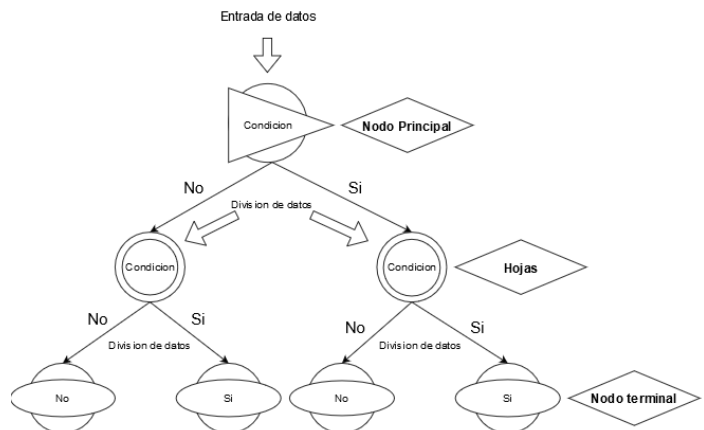 Entrada de datos
Condicion
Nodo Principal
No
Si
Division de datos
Condicion
Condicion
Hojas
No
Si
No
Si
Division de datos
Division de datos
No
Si
No
Si
Nodo terminal